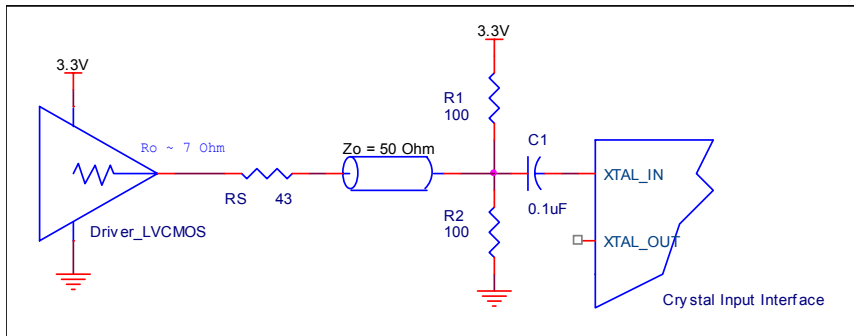 3.3V
3.3V
R1
100
Ro ~ 7 Ohm
Zo = 50 Ohm
C1
XTAL_IN
RS 43
0.1uF
R2
100
Driver_LVCMOS
XTAL_OUT
Crystal Input Interface